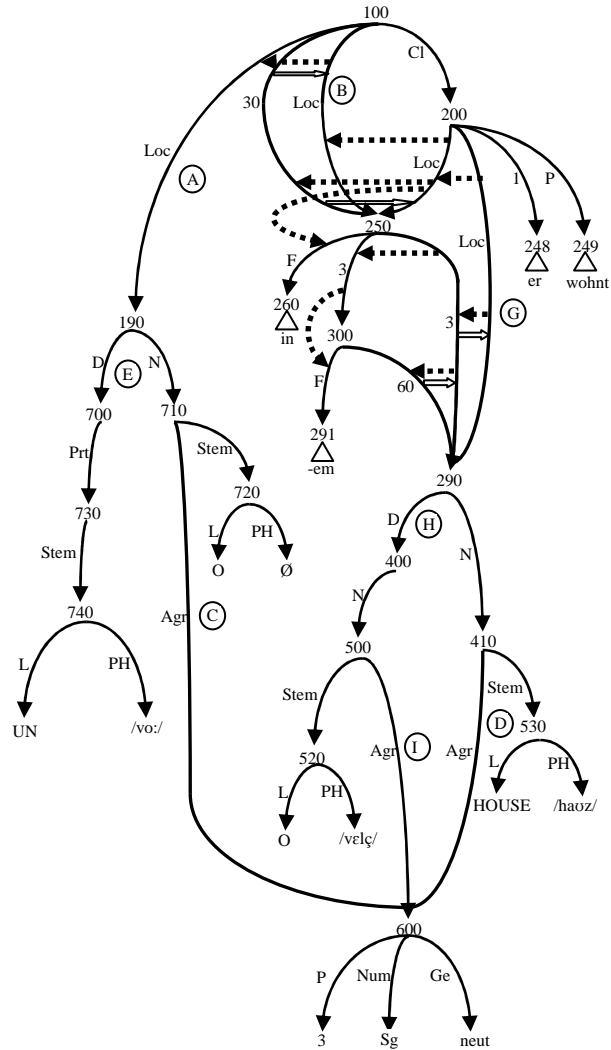 100
Cl
B
30
Loc
200
Loc
Loc
A
1
P
250
Loc
F
3
248
249
er
wohnt
260
in
3
G
190
300
D
E
N
F
60
700
710
291
-em
Stem
290
Prt
720
D
H
730
L
PH
400
N
Stem
O
Ø
N
740
Agr
C
500
410
L
PH
Stem
Stem
D
530
UN
/vo:/
520
Agr
I
Agr
L
PH
L
PH
HOUSE
/haʊz/
O
/vɛlç/
600
P
Num
Ge
3
Sg
neut